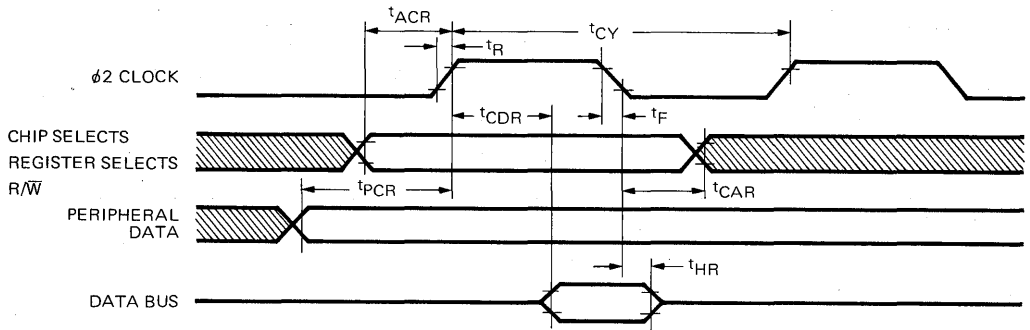 tACR
tCY
tR
ϕ2 CLOCK
tCDR
tF
CHIP SELECTS
REGISTER SELECTS
R/W̅
tPCR
tCAR
PERIPHERAL
DATA
tHR
DATA BUS